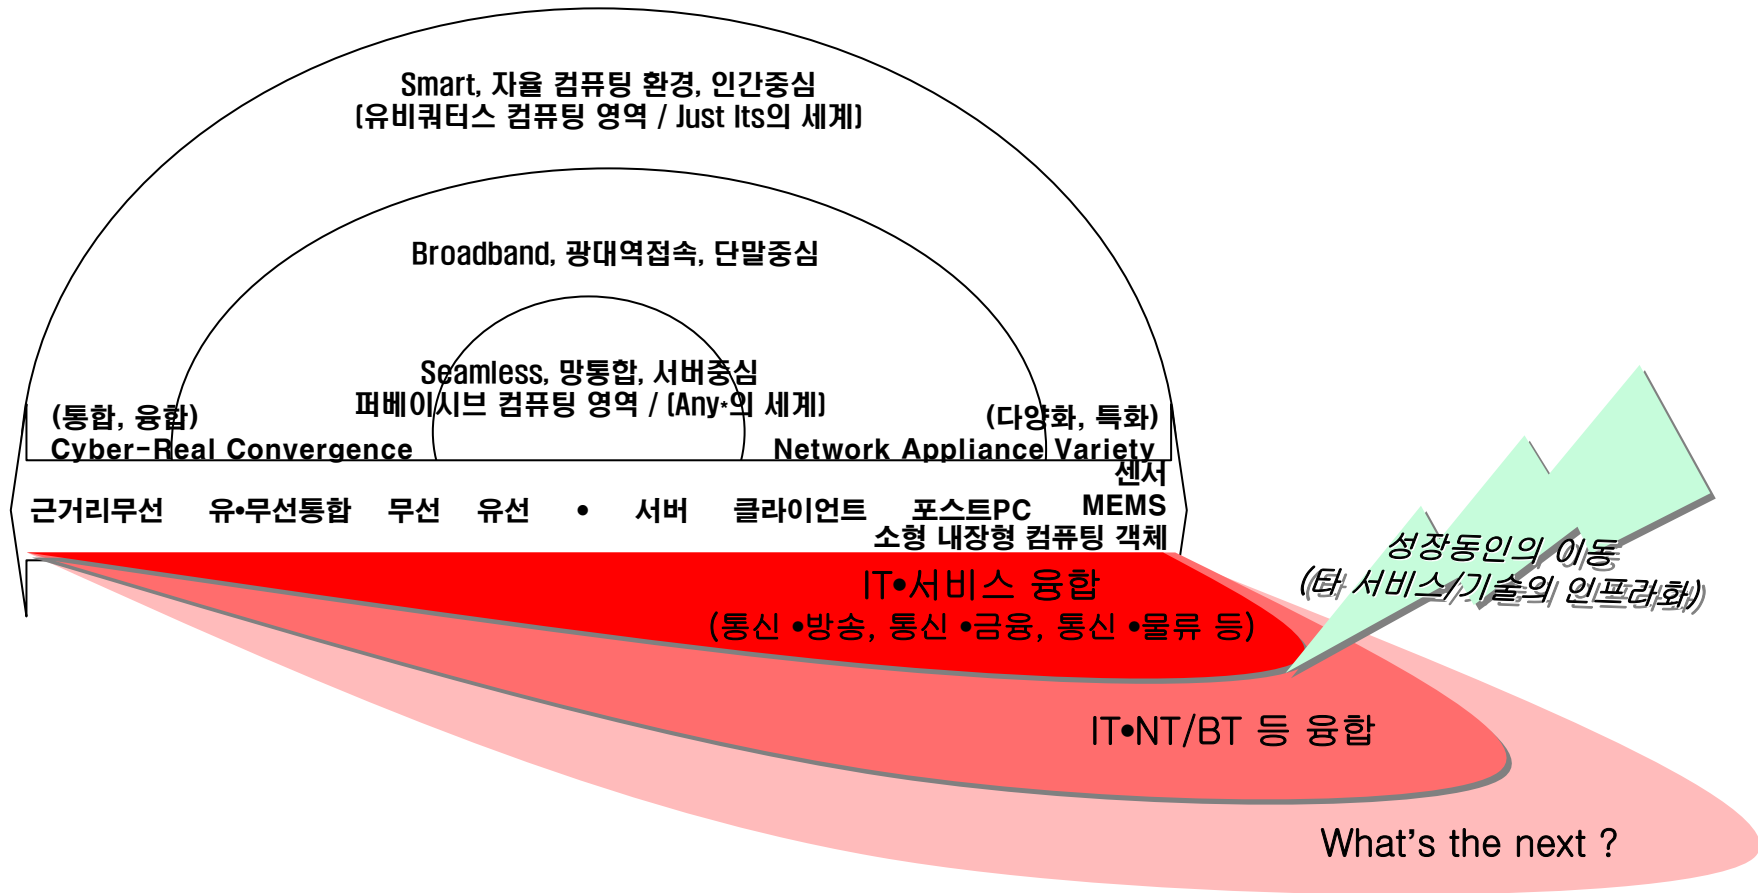 Smart, 자율 컴퓨팅 환경, 인간중심
(유비쿼터스 컴퓨팅 영역 / Just Its의 세계)
Broadband, 광대역접속, 단말중심
Seamless, 망통합, 서버중심
퍼베이시브 컴퓨팅 영역 / (Any*의 세계)
(통합, 융합)
Cyber-Real Convergence
(다양화, 특화)
Network Appliance Variety
근거리무선 유•무선통합 무선 유선 • 서버 클라이언트 포스트PC
센서
MEMS
소형 내장형 컴퓨팅 객체
IT•서비스 융합
(통신 •방송, 통신 •금융, 통신 •물류 등)
성장동인의 이동
(타 서비스/기술의 인프라화)
IT•NT/BT 등 융합
What's the next ?